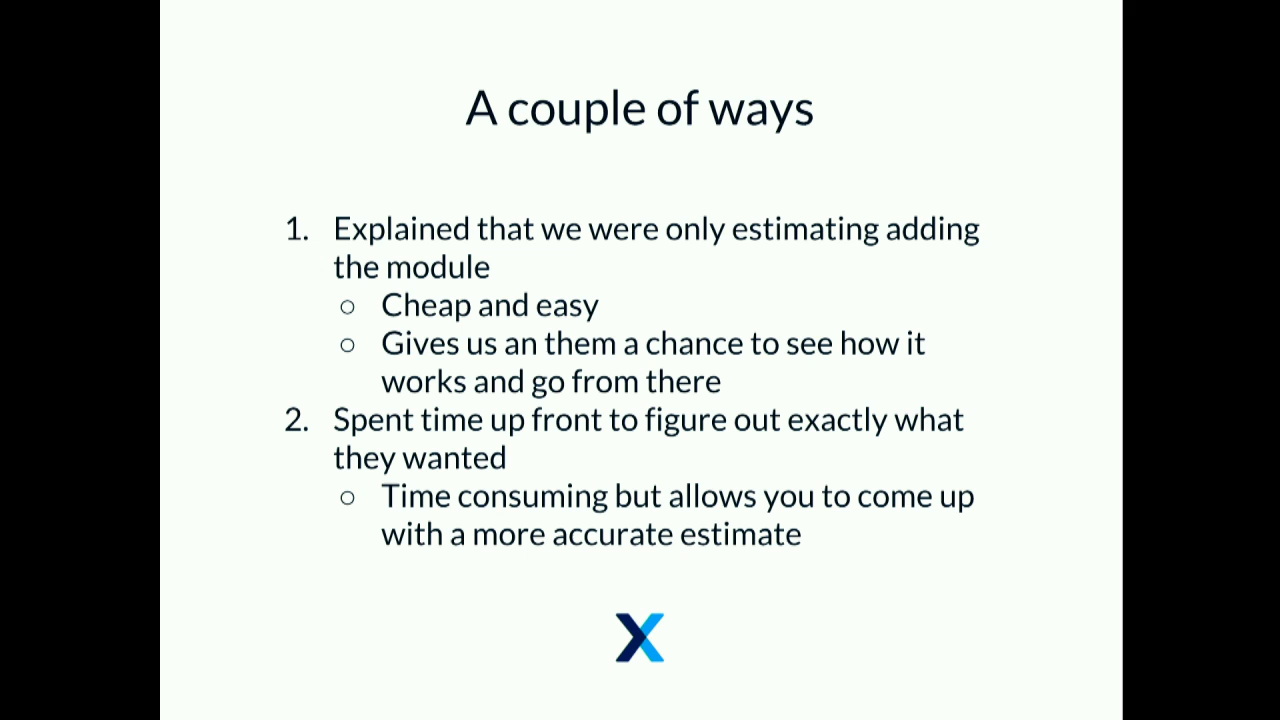 A couple of ways
1. Explained that we were only estimating adding
the module
○ Cheap and easy
○ Gives us an them a chance to see how it
works and go from there
2. Spent time up front to figure out exactly what
they wanted
○ Time consuming but allows you to come up
with a more accurate estimate